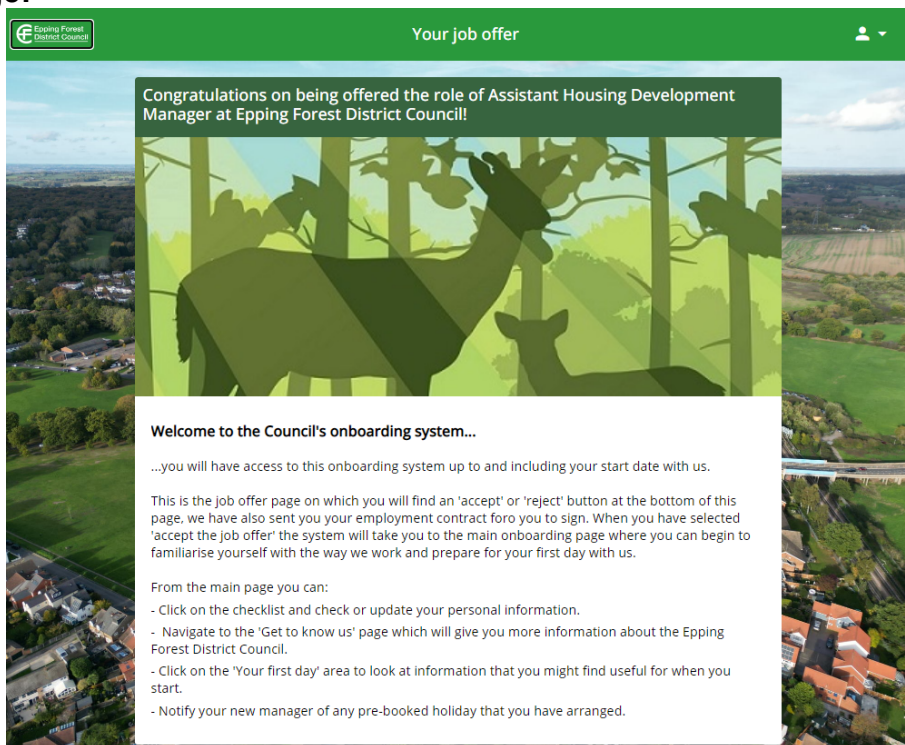 Epping Forest
District Council
Your job offer
Congratulations on being offered the role of Assistant Housing Development
Manager at Epping Forest District Council!
Welcome to the Council's onboarding system...
...you will have access to this onboarding system up to and including your start date with us.
This is the job offer page on which you will find an 'accept' or 'reject' button at the bottom of this
page, we have also sent you your employment contract foro you to sign. When you have selected
'accept the job offer' the system will take you to the main onboarding page where you can begin to
familiarise yourself with the way we work and prepare for your first day with us.
From the main page you can:
- Click on the checklist and check or update your personal information.
- Navigate to the 'Get to know us' page which will give you more information about the Epping
Forest District Council.
- Click on the 'Your first day' area to look at information that you might find useful for when you
start.
- Notify your new manager of any pre-booked holiday that you have arranged.